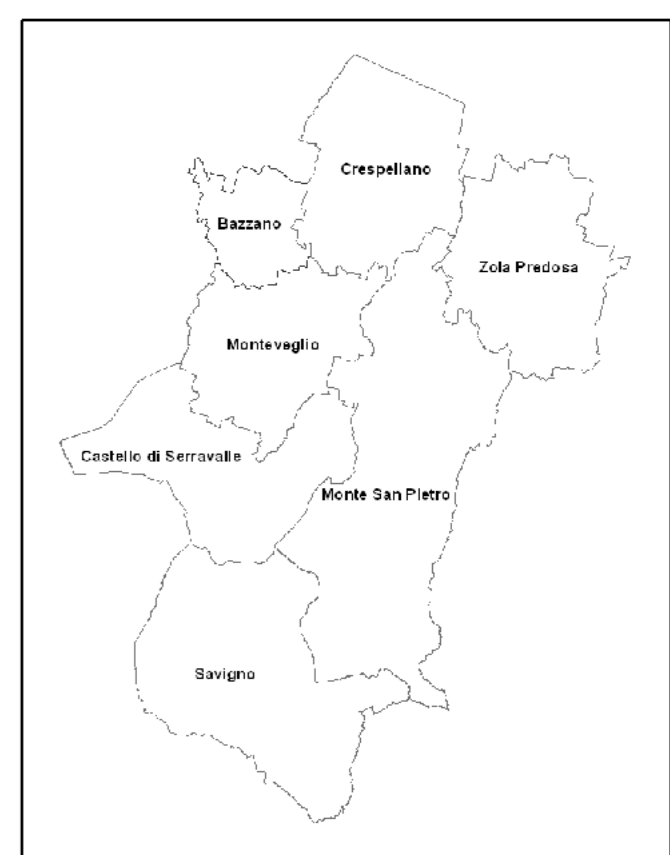 Crespellano
Bazzano
Zola Predosa
Monteveglio
Castello di Serravalle
Monte San Pietro
Savigno